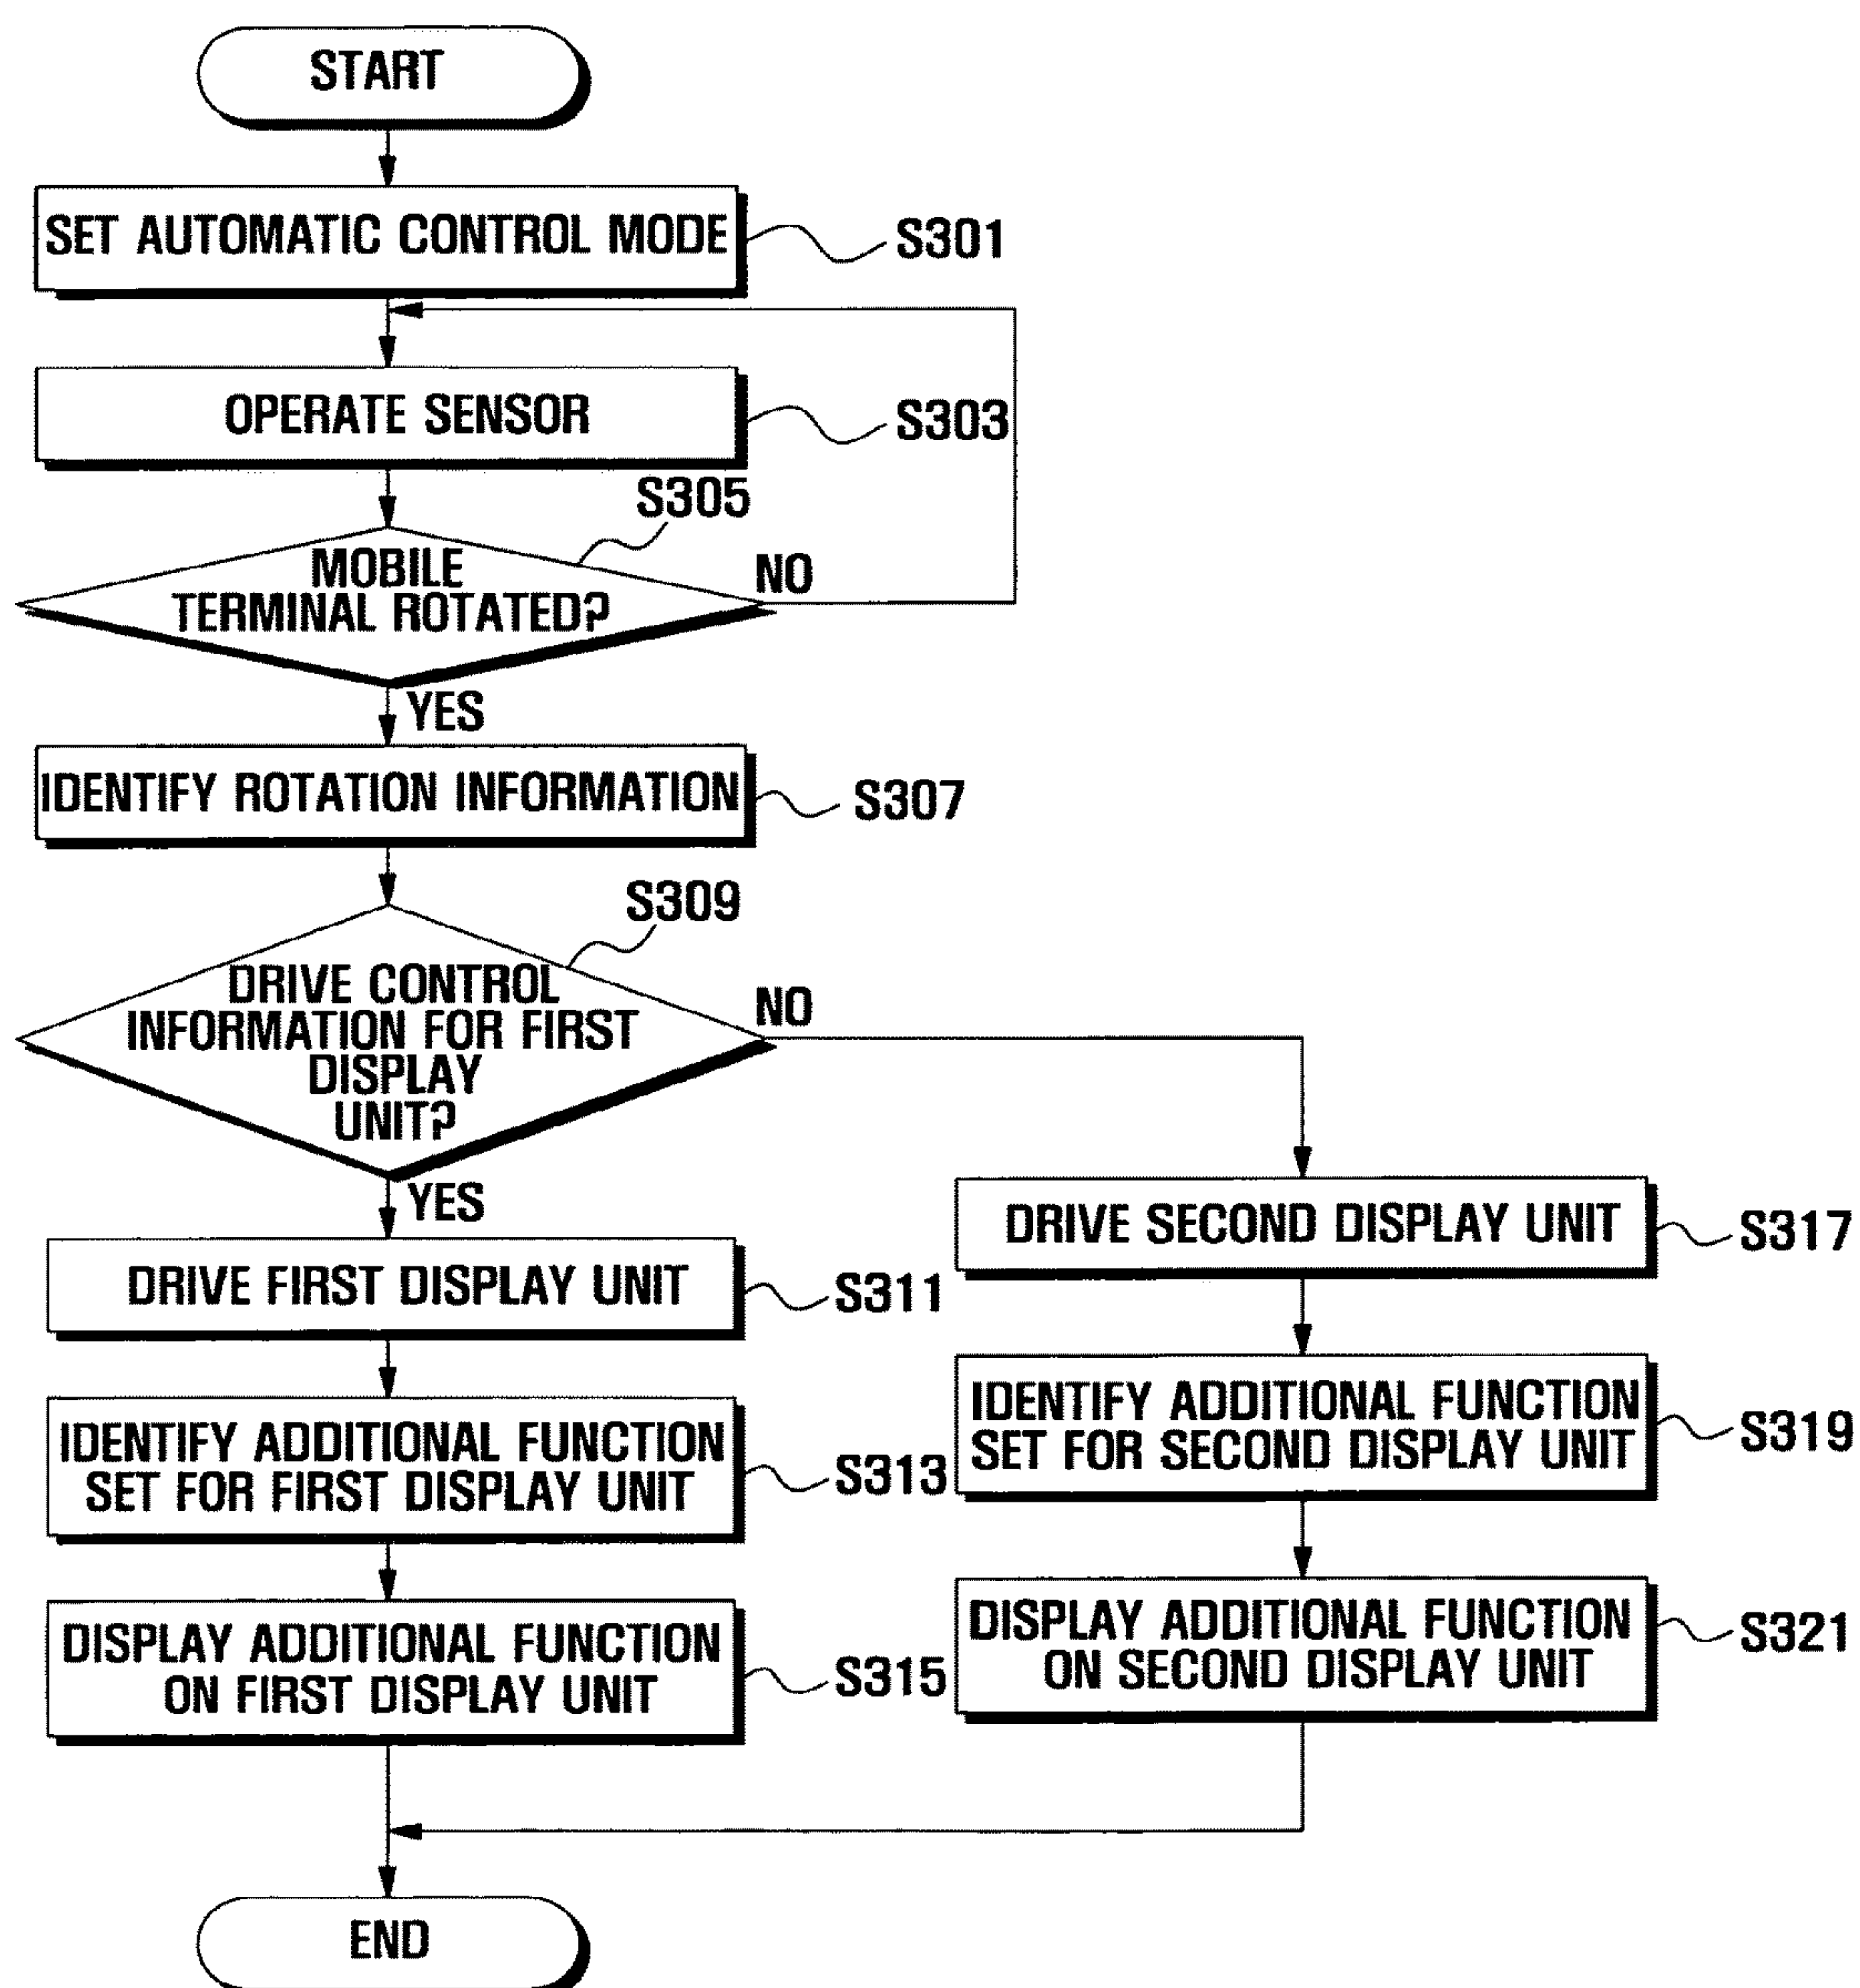 START
SET AUTOMATIC CONTROL MODE
S301
OPERATE SENSOR
S303
S305
MOBILE
TERMINAL ROTATED?
NO
YES
IDENTIFY ROTATION INFORMATION
S307
S309
DRIVE CONTROL
INFORMATION FOR FIRST
DISPLAY
UNIT?
NO
YES
DRIVE FIRST DISPLAY UNIT
S311
IDENTIFY ADDITIONAL FUNCTION
SET FOR FIRST DISPLAY UNIT
S313
DISPLAY ADDITIONAL FUNCTION
ON FIRST DISPLAY UNIT
S315
DRIVE SECOND DISPLAY UNIT
S317
IDENTIFY ADDITIONAL FUNCTION
SET FOR SECOND DISPLAY UNIT
S319
DISPLAY ADDITIONAL FUNCTION
ON SECOND DISPLAY UNIT
S321
END